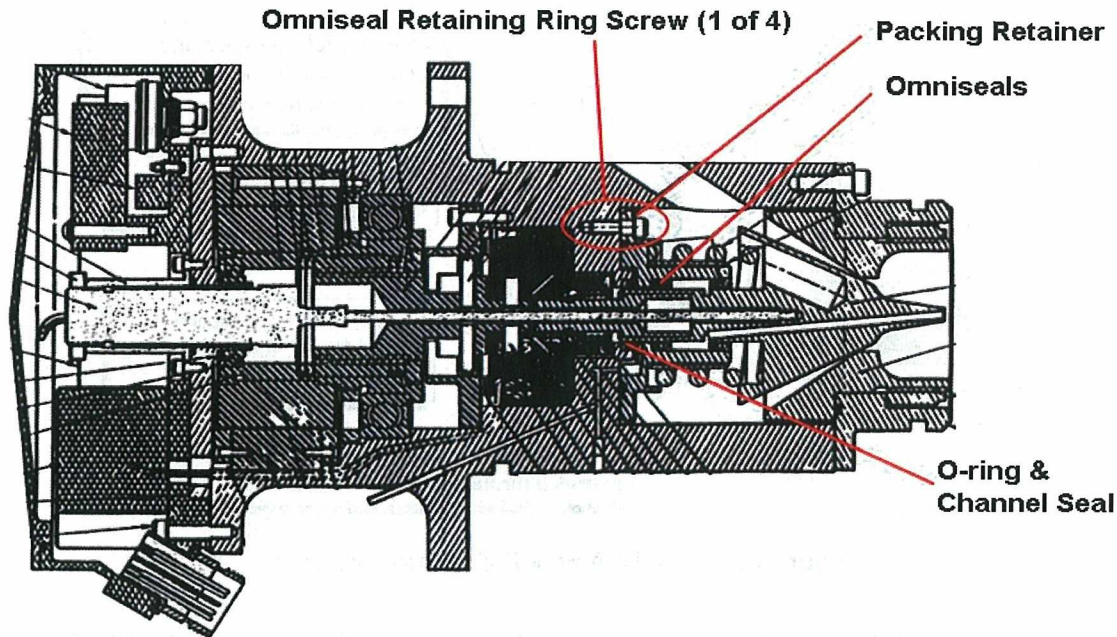 Omniseal Retaining Ring Screw (1 of 4)
Packing Retainer
Omniseals
O-ring &
Channel Seal